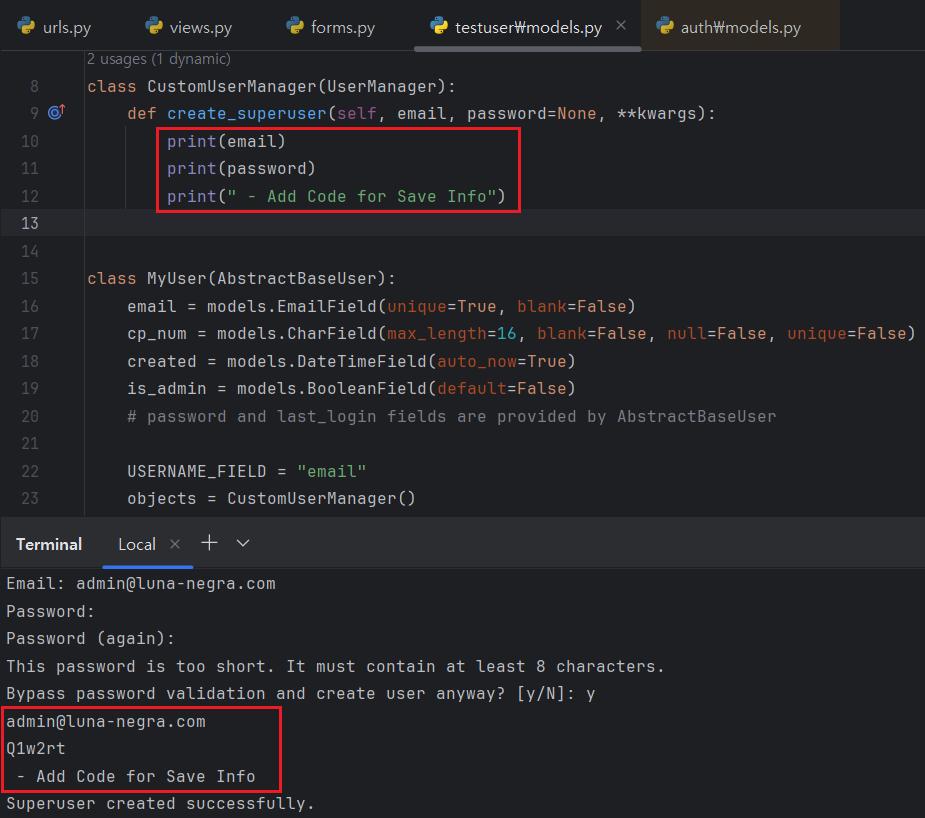 urls.py views.py forms.py testuser₩models.py × auth₩models.py
2 usages (1 dynamic)
8 class CustomUserManager(UserManager):
9 def create_superuser(self, email, password=None, **kwargs):
10 print(email)
11 print(password)
12 print(" - Add Code for Save Info")
13
14
15 class MyUser(AbstractBaseUser):
16 email = models.EmailField(unique=True, blank=False)
17 cp_num = models.CharField(max_length=16, blank=False, null=False, unique=False)
18 created = models.DateTimeField(auto_now=True)
19 is_admin = models.BooleanField(default=False)
20 # password and last_login fields are provided by AbstractBaseUser
21
22 USERNAME_FIELD = "email"
23 objects = CustomUserManager()
Terminal Local × +
Email: admin@luna-negra.com
Password:
Password (again):
This password is too short. It must contain at least 8 characters.
Bypass password validation and create user anyway? [y/N]: y
admin@luna-negra.com
Q1w2rt
 - Add Code for Save Info
Superuser created successfully.